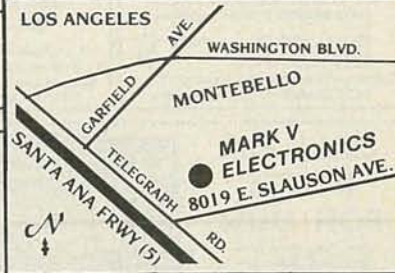 LOS ANGELES
AVE.
WASHINGTON BLVD.
GARFIELD
MONTEBELLO
MARK V
ELECTRONICS
8019 E. SLAUSON AVE.
TELEGRAPH
RD.
SANTA ANA FRWY (5)
N